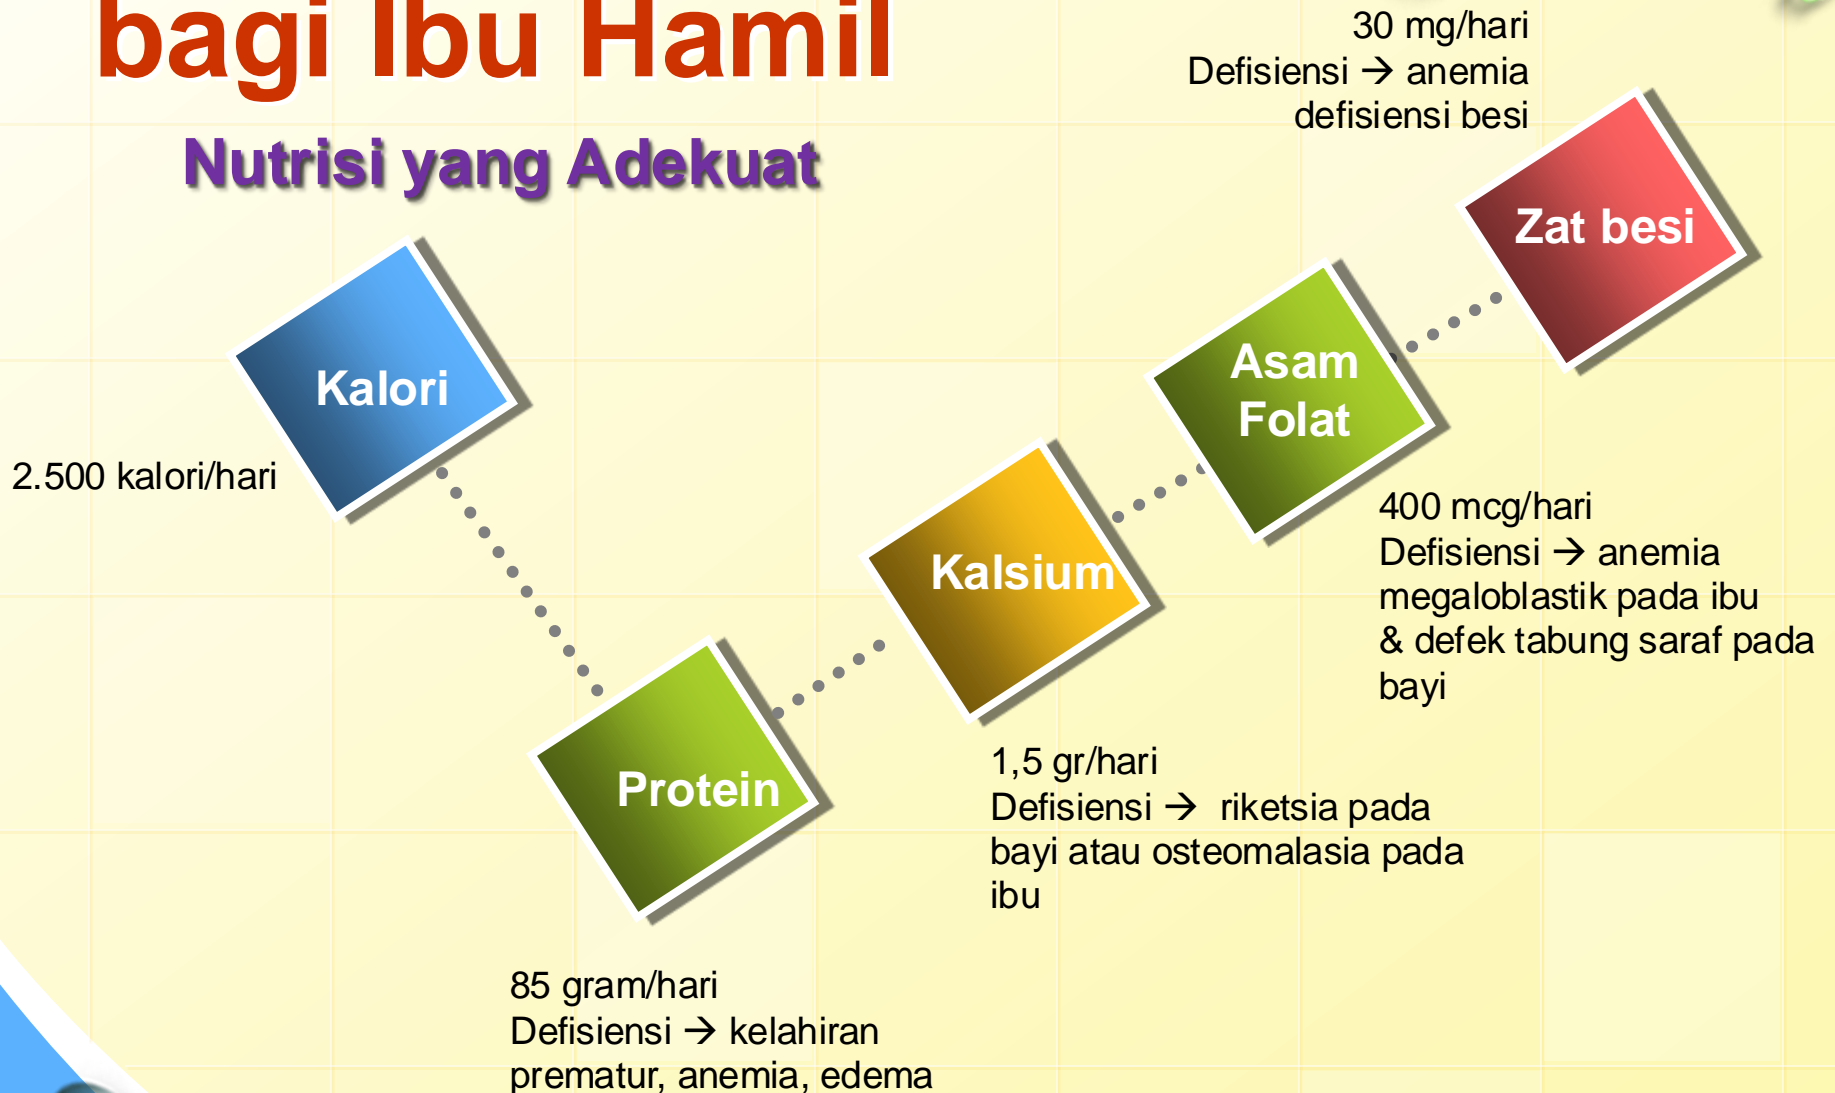 bagi Ibu Hamil
Nutrisi yang Adekuat
30 mg/hari
Defisiensi → anemia
defisiensi besi
Zat besi
Asam
Folat
400 mcg/hari
Defisiensi → anemia
megaloblastik pada ibu
& defek tabung saraf pada
bayi
Kalori
2.500 kalori/hari
Kalsium
1,5 gr/hari
Defisiensi → riketsia pada
bayi atau osteomalasia pada
ibu
Protein
85 gram/hari
Defisiensi → kelahiran
prematur, anemia, edema